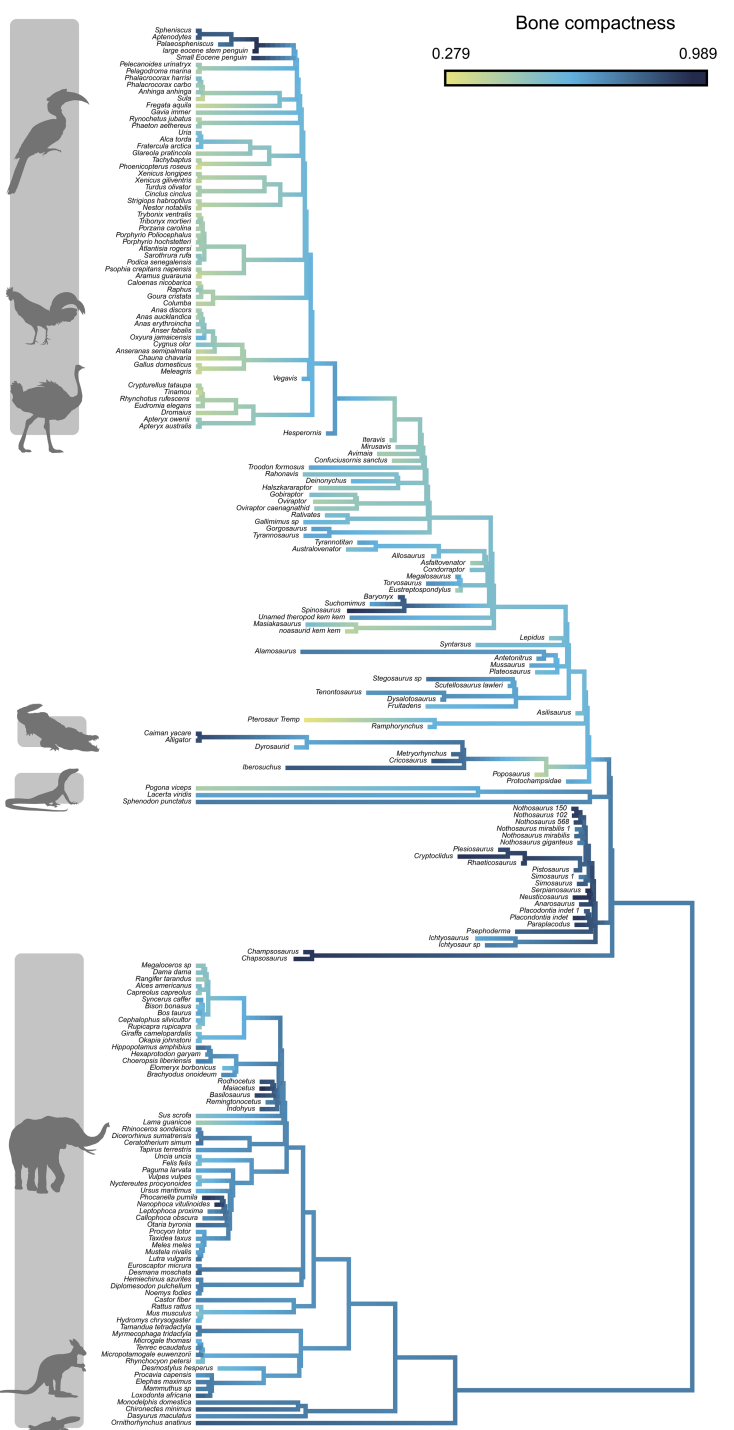 Bone compactness
0.279
0.989
Spheniscus
Aptenodytes
Palaeospheniscus
large eocene stem penguin
Small Eocene penguin
Pelecanoides urinatryx
Pelagodroma marina
Phalacrocorax harrisi
Phalacrocorax carbo
Anhinga anhinga
Sula
Fregata aquila
Gavia immer
Rynochetus jubatus
Phaeton aethereus
Uria
Alca torda
Fratercula arctica
Glareola pratincola
Tachybaptus
Phoenicopterus roseus
Xenicus longipes
Xenicus gilventris
Turdus olivator
Cinclus cinclus
Strigiops habroptilus
Nestor notabilis
Trybonix ventralis
Tribonyx mortieri
Porzana carolina
Porphyrio Poliocephalus
Porphyrio hochstetteri
Atlantisia rogersi
Sarothrura rufa
Podica senegalensis
Psophia crepitans napensis
Aramus guarauna
Caloenas nicobarica
Raphus
Goura cristata
Columba
Anas discors
Anas aucklandica
Anas erythroincha
Anser fabalis
Oxyura jamaicensis
Cygnus olor
Anseranas sempalmata
Chauna chavaria
Gallus domesticus
Meleagris
Vegavis
Crypturellus tataupa
Tinamou
Rhynchotus rufescens
Eudromia elegans
Dromaius
Apteryx owenii
Apteryx australis
Hesperornis
Iteravis
Mirusavis
Avimaia
Confuciusornis sanctus
Troodon formosus
Rahonavis
Deinonychus
Halszkararaptor
Gobiraptor
Oviraptor
Oviraptor caenagnathid
Rativates
Gallimimus sp
Gorgosaurus
Tyrannosaurus
Tyrannotitan
Australovenator
Allosaurus
Asfaltovenator
Condorraptor
Megalosaurus
Torvosaurus
Eustreptospondylus
Baryonyx
Suchomimus
Spinosaurus
Unamed theropod kem kem
Masiakasaurus
noasaurid kem kem
Lepidus
Syntarsus
Alamosaurus
Antetonitrus
Mussaurus
Plateosaurus
Stegosaurus sp
Scutellosaurus lawleri
Tenontosaurus
Dysalotosaurus
Fruitadens
Asilisaurus
Pterosaur Tremp
Ramphorynchus
Caiman yacare
Alligator
Dyrosaurid
Metryorhynchus
Cricosaurus
Iberosuchus
Poposaurus
Protochampsidae
Pogona viceps
Lacerta viridis
Sphenodon punctatus
Nothosaurus 150
Nothosaurus 102
Nothosaurus 568
Nothosaurus mirabilis 1
Nothosaurus mirabilis
Nothosaurus giganteus
Plesiosaurus
Cryptoclidus
Rhaeticosaurus
Pistosaurus
Simosaurus 1
Simosaurus
Serpianosaurus
Neusticosaurus
Anarosaurus
Placodontia indet 1
Placondontia indet
Paraplacodus
Psephoderma
Ichtyosaurus
Ichtyosaur sp
Champsosaurus
Chapsosaurus
Megaloceros sp
Dama dama
Rangifer tarandus
Alces americanus
Capreolus capreolus
Syncerus caffer
Bison bonasus
Bos taurus
Cephalophus silvicultor
Rupicapra rupicapra
Giraffa camelopardalis
Okapia johnstoni
Hippopotamus amphibius
Hexaprotodon garyam
Choeropsis liberiensis
Elomeryx borbonicus
Brachyodus onoideum
Rodhocetus
Maiacetus
Basilosaurus
Remingtonocetus
Indohyus
Sus scrofa
Lama guanicoe
Rhinoceros sondaicus
Dicerorhinus sumatrensis
Ceratotherium simum
Tapirus terrestris
Uncia uncia
Felis felis
Paguma larvata
Vulpes vulpes
Nyctereutes procyonoides
Ursus maritimus
Phocanella pumila
Nanophoca vitulinoides
Leptophoca proxima
Callophoca obscura
Otaria byronia
Procyon lotor
Taxidea taxus
Meles meles
Mustela nivalis
Lutra vulgaris
Euroscaptor micrura
Desmana moschata
Hemiechinus azurites
Diplomesodon pulchellum
Noemys fodies
Castor fiber
Rattus rattus
Mus musculus
Hydromys chrysogaster
Tamandua tetradactyla
Myrmecophaga tridactyla
Microgale thomasi
Tenrec ecaudatus
Micropotamogale euwenzorii
Rhynchocyon petersi
Desmostylus hesperus
Procavia capensis
Elephas maximus
Mammuthus sp
Loxodonta africana
Monodelphis domestica
Chironectes minimus
Dasyurus maculatus
Ornithorhynchus anatinus